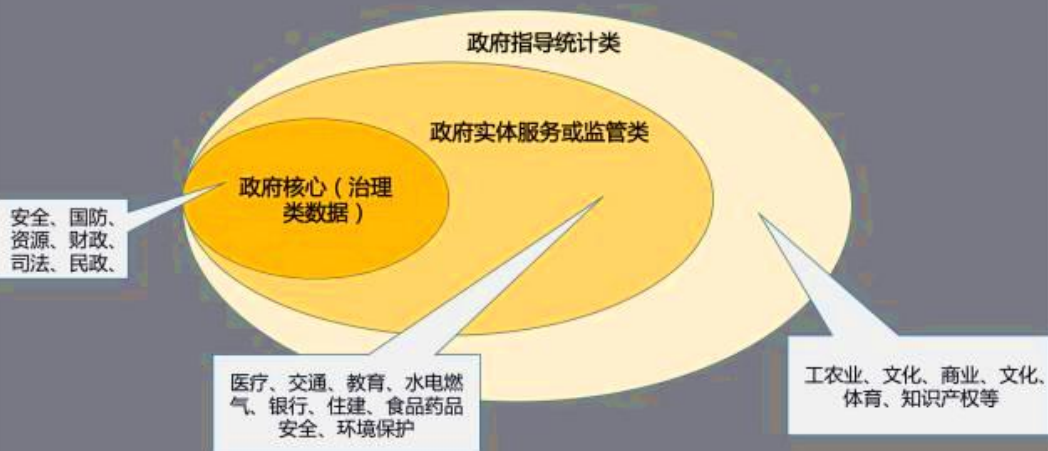 政府指导统计类
政府实体服务或监管类
政府核心（治理
类数据）
安全、国防、
资源、财政、
司法、民政、
医疗、交通、教育、水电燃
气、银行、住建、食品药品
安全、环境保护
工农业、文化、商业、文化、
体育、知识产权等